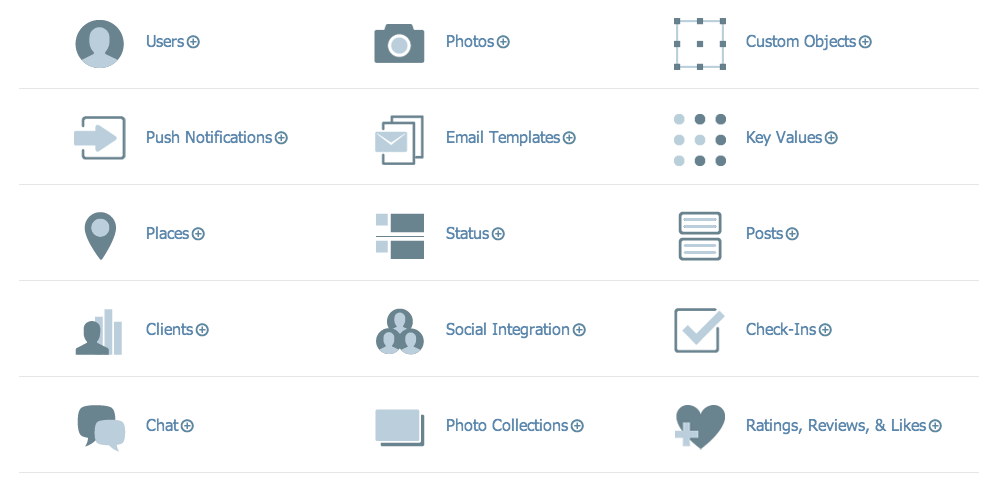 Users
Photos
Custom Objects
Push Notifications
Email Templates
Key Values
Places
Status
Posts
Clients
Social Integration
Check-Ins
Chat
Photo Collections
Ratings, Reviews, & Likes